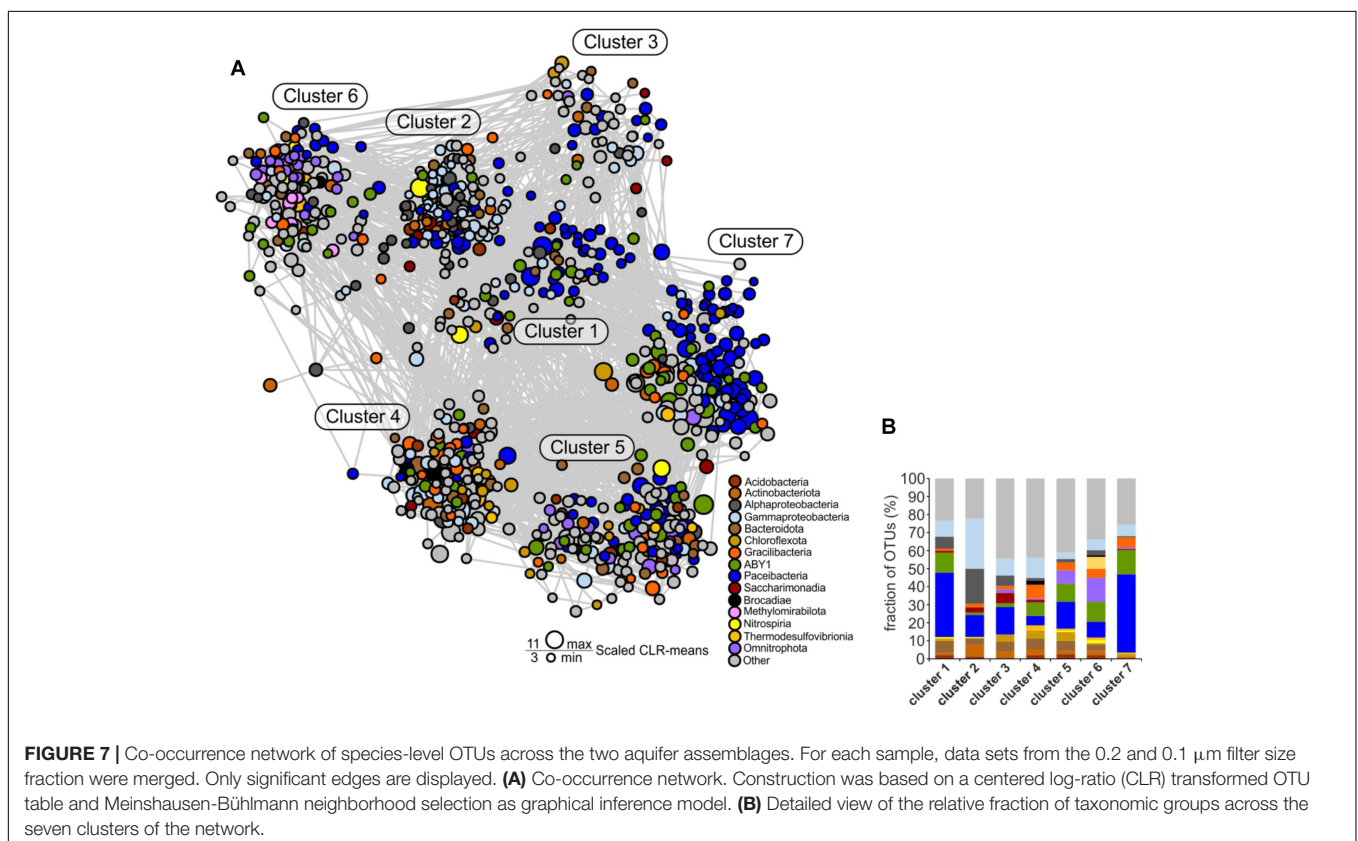 A
Cluster 3
Cluster 6
Cluster 2
Cluster 7
Cluster 1
Cluster 4
Cluster 5
Acidobacteria
Actinobacteriota
Alphaproteobacteria
Gammaproteobacteria
Bacteroidota
Chloroflexota
Gracilibacteria
ABY1
Paceibacteria
Saccharimonadia
Brocadiae
Methylomirabilota
Nitrospiria
Thermodesulfovibrionia
Omnitrophota
Other
11 max
3 min
Scaled CLR-means
B
fraction of OTUs (%)
100
90
80
70
60
50
40
30
20
10
0
cluster 1
cluster 2
cluster 3
cluster 4
cluster 5
cluster 6
cluster 7
FIGURE 7 | Co-occurrence network of species-level OTUs across the two aquifer assemblages. For each sample, data sets from the 0.2 and 0.1 μm filter size
fraction were merged. Only significant edges are displayed. (A) Co-occurrence network. Construction was based on a centered log-ratio (CLR) transformed OTU
table and Meinshausen-Bühlmann neighborhood selection as graphical inference model. (B) Detailed view of the relative fraction of taxonomic groups across the
seven clusters of the network.